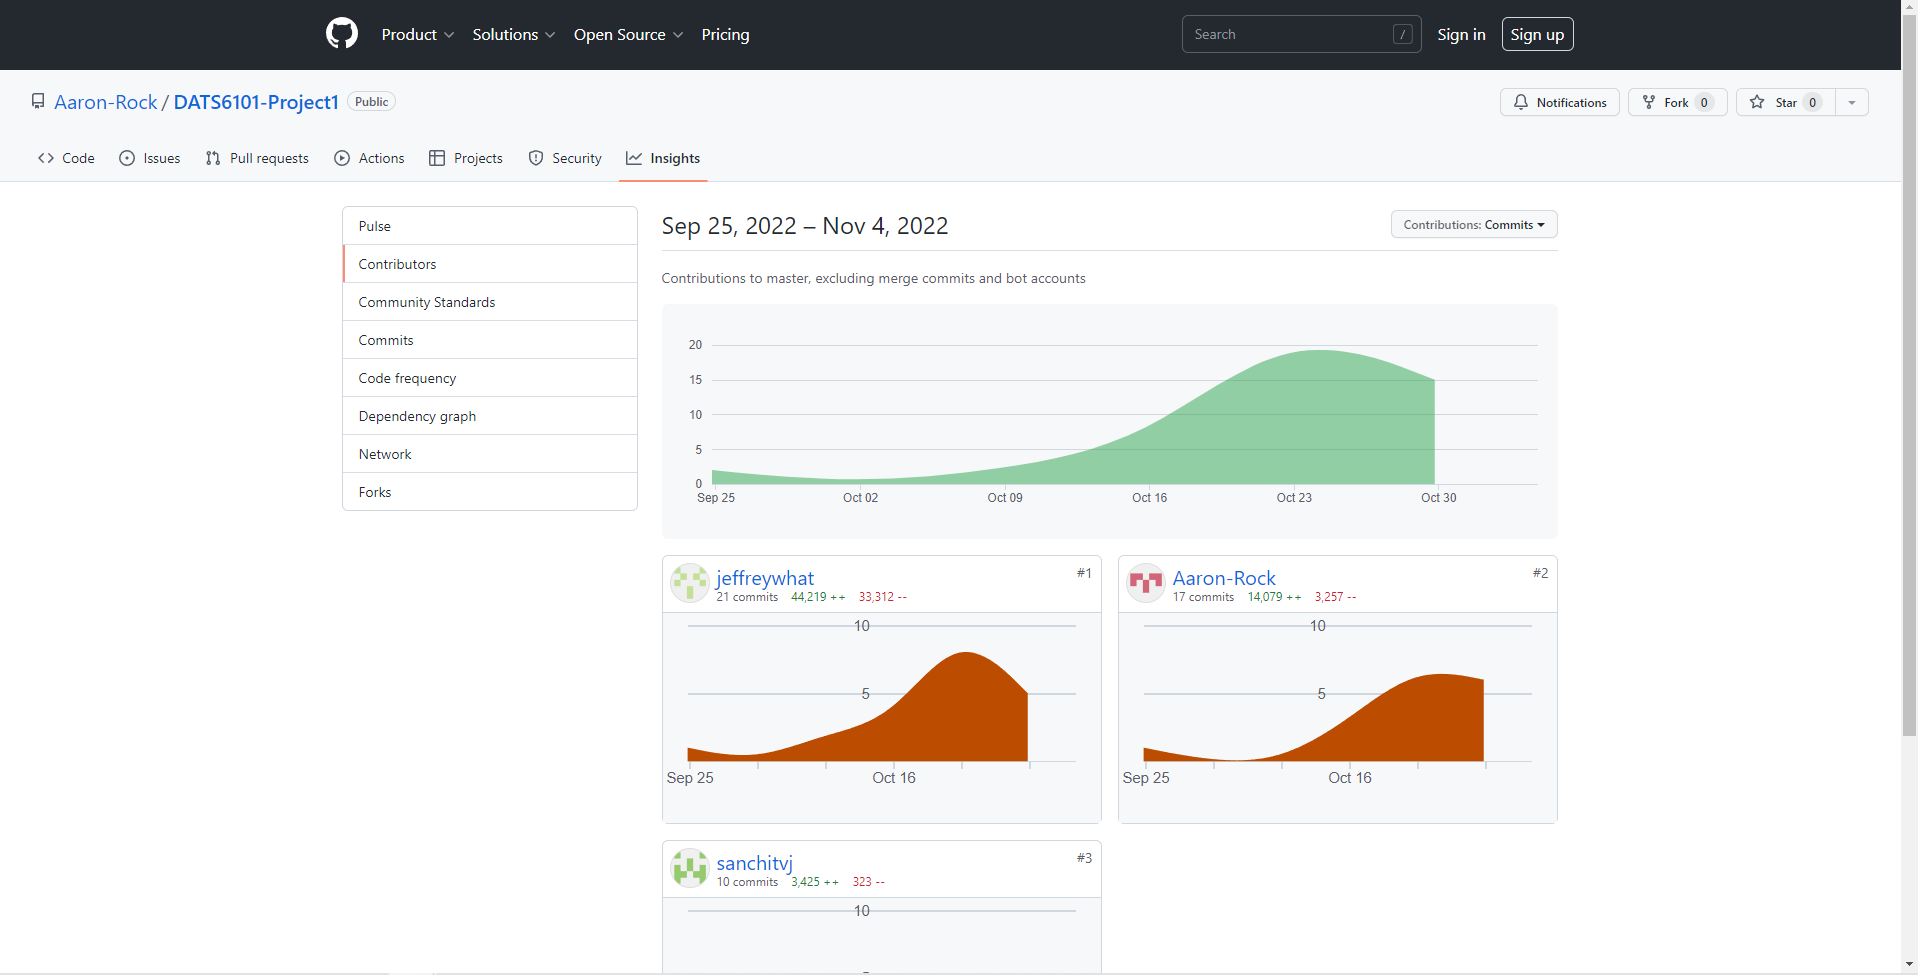 Product Solutions Open Source Pricing Search / Sign in Sign up
Aaron-Rock / DATS6101-Project1 Public Notifications Fork 0 Star 0
Code Issues Pull requests Actions Projects Security Insights
Pulse
Contributors
Community Standards
Commits
Code frequency
Dependency graph
Network
Forks
Sep 25, 2022 – Nov 4, 2022
Contributions: Commits
Contributions to master, excluding merge commits and bot accounts
20
15
10
5
0
Sep 25 Oct 02 Oct 09 Oct 16 Oct 23 Oct 30
jeffreywhat #1
21 commits 44,219 ++ 33,312 --
10
5
Sep 25 Oct 16
Aaron-Rock #2
17 commits 14,079 ++ 3,257 --
10
5
Sep 25 Oct 16
sanchitvj #3
10 commits 3,425 ++ 323 --
10